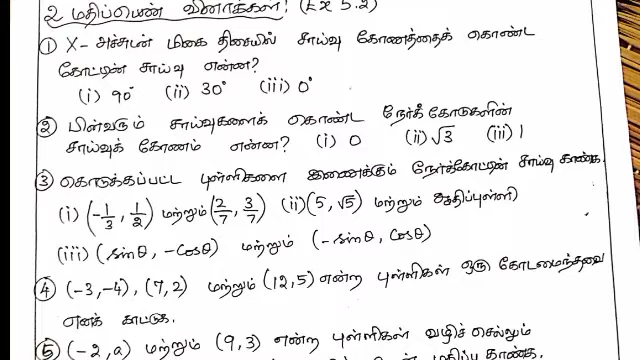 2 மதிப்பெண் வினாக்கள்! (Ex 5.2)
① X - அச்சுடன் மிகை திசையில் சாய்வு கோணத்தைக் கொண்ட
கோட்டின் சாய்வு என்ன?
(i) 90° (ii) 30° (iii) 0°
② பின்வரும் சாய்வுகளைக் கொண்ட நேர்க் கோடுகளின்
சாய்வுக் கோணம் என்ன? (i) 0 (ii) √3 (iii) 1
③ கொடுக்கப்பட்ட புள்ளிகளை இணைக்கும் நேர்கோட்டின் சாய்வு காண்க.
(i) (-1/3, 1/2) மற்றும் (2/7, 3/7) (ii) (5, √5) மற்றும் ஆதிப்புள்ளி
(iii) (sinθ, -cosθ) மற்றும் (-sinθ, cosθ)
④ (-3, -4), (7, 2) மற்றும் (12, 5) என்ற புள்ளிகள் ஒரு கோடமைந்தவை
எனக் காட்டுக.
⑤ (-2, a) மற்றும் (9, 3) என்ற புள்ளிகள் வழிச் செல்லும்
மதிப்பு காண்க.